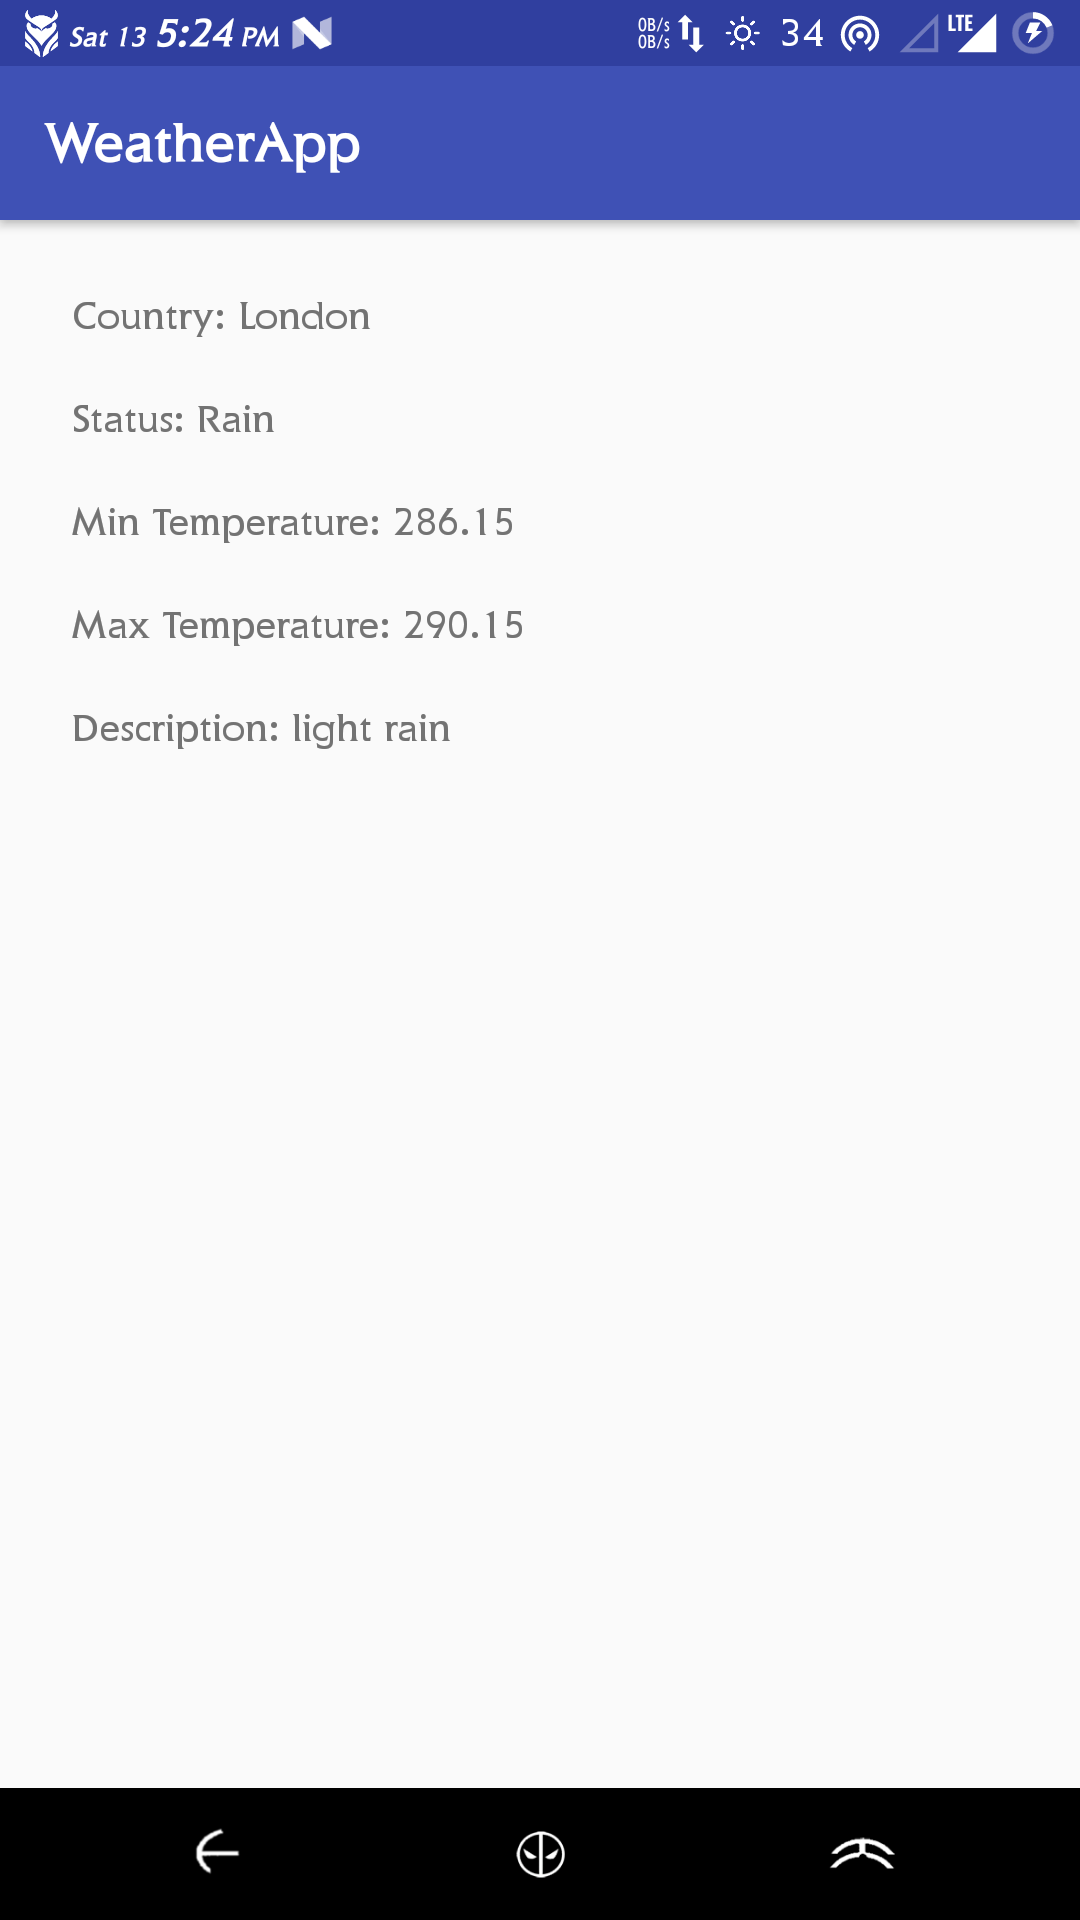 Sat 13 5:24 PM
0B/s
0B/s
34
LTE
WeatherApp
Country: London
Status: Rain
Min Temperature: 286.15
Max Temperature: 290.15
Description: light rain